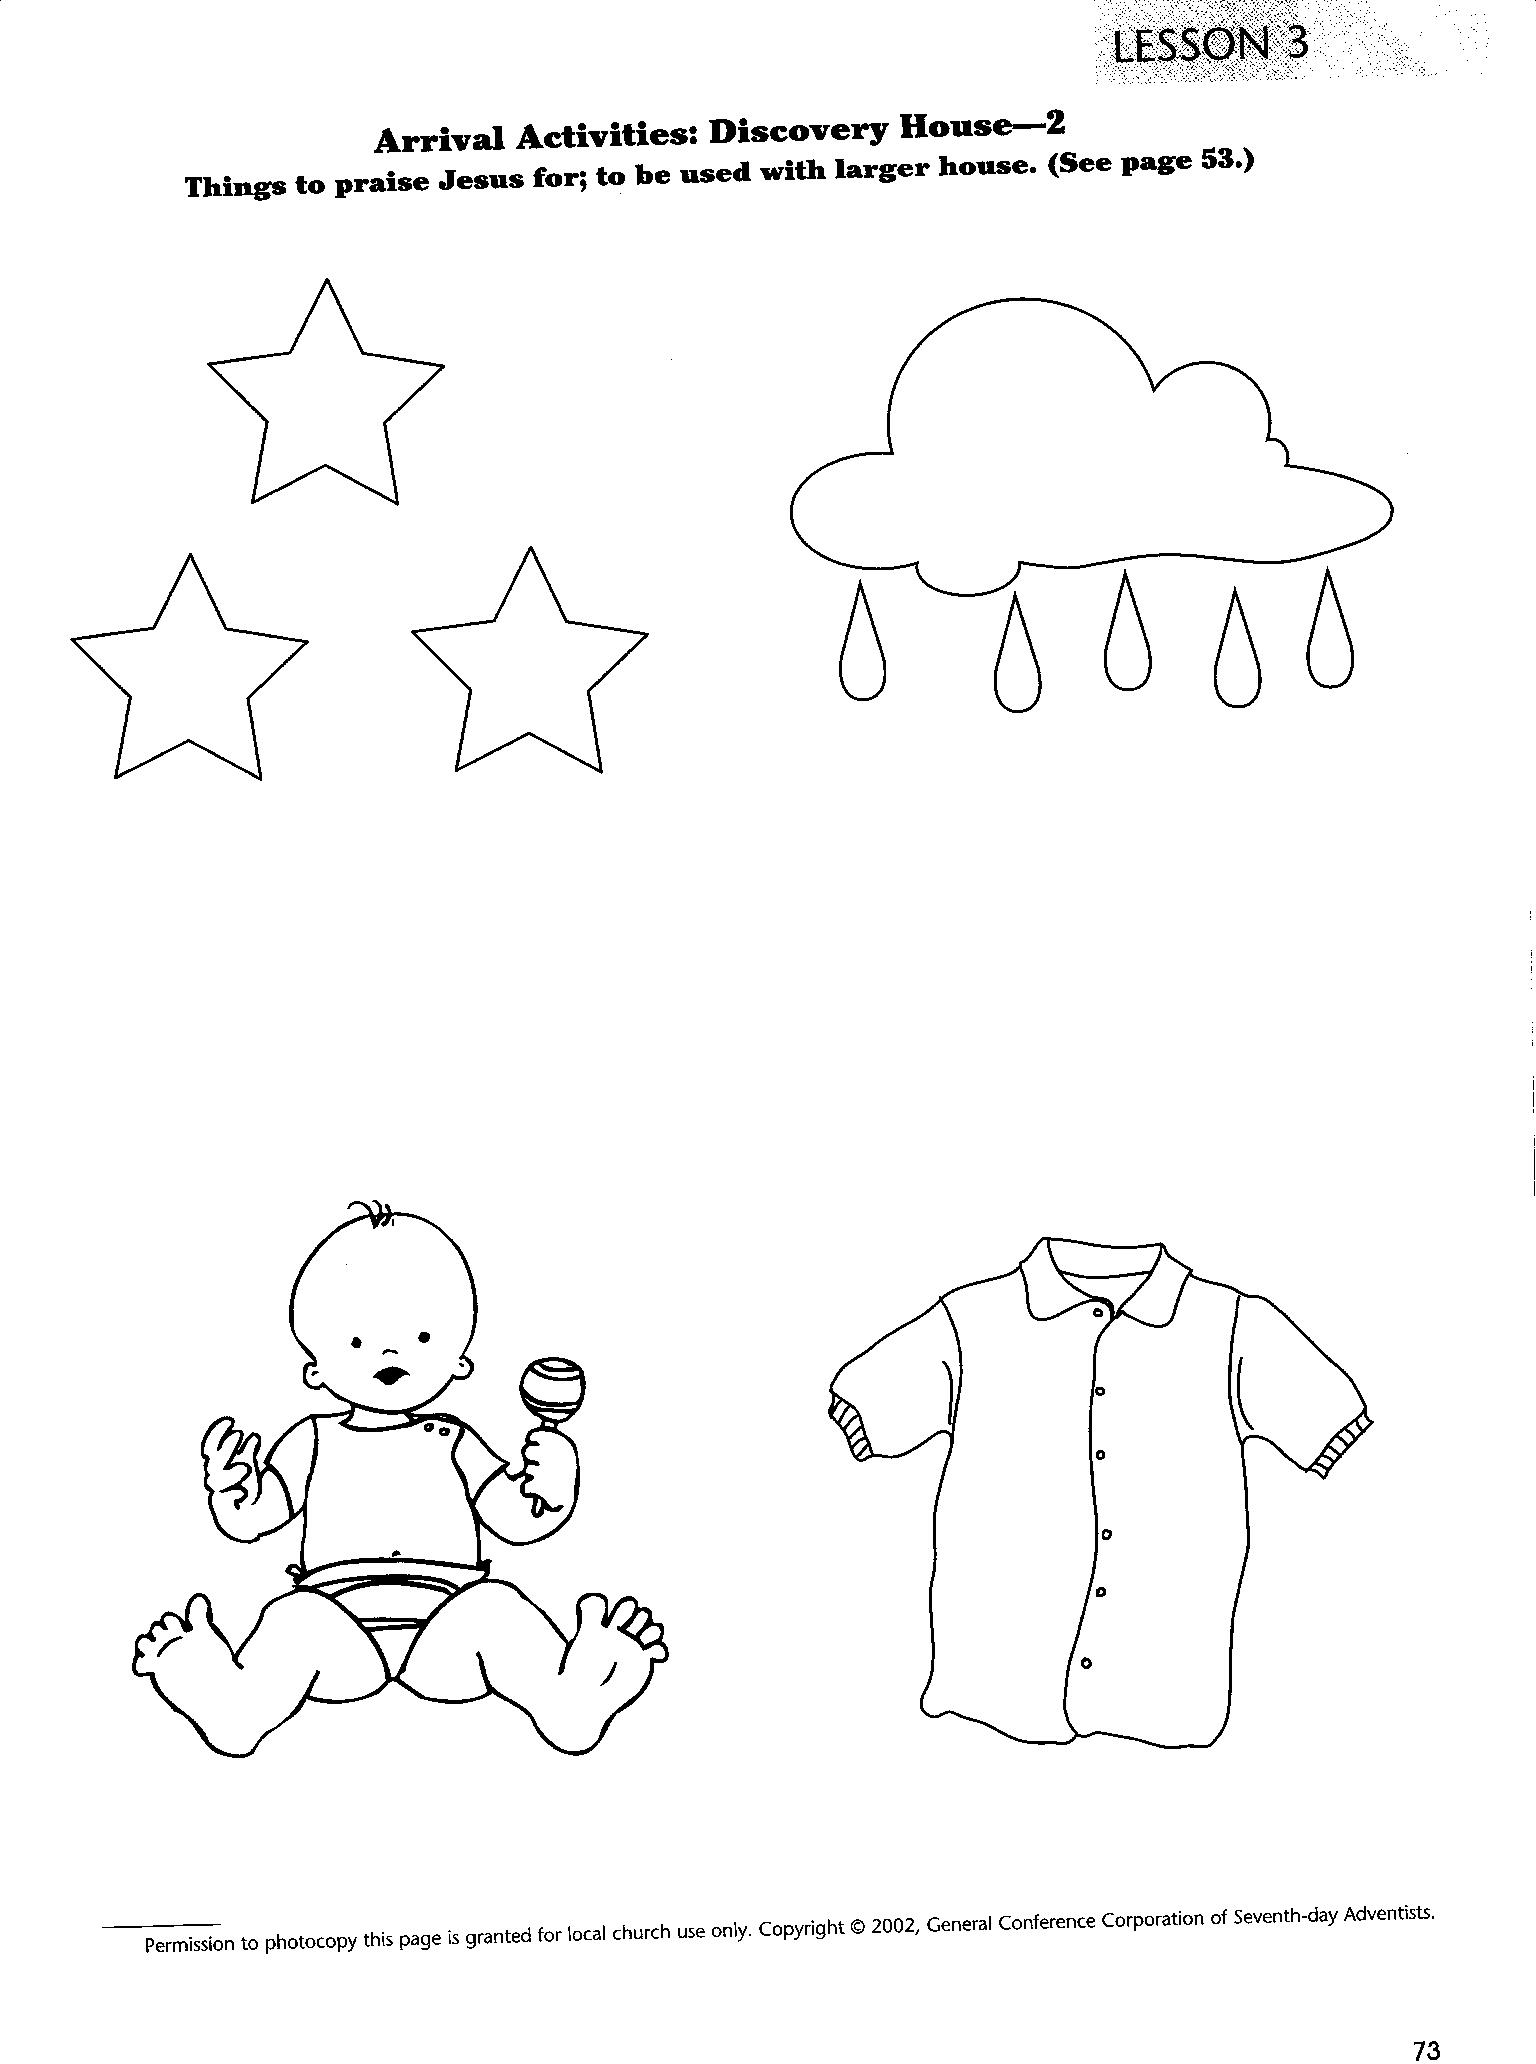 LESSON 3
Arrival Activities: Discovery House—2
Things to praise Jesus for; to be used with larger house. (See page 53.)
Permission to photocopy this page is granted for local church use only. Copyright © 2002, General Conference Corporation of Seventh-day Adventists.
73